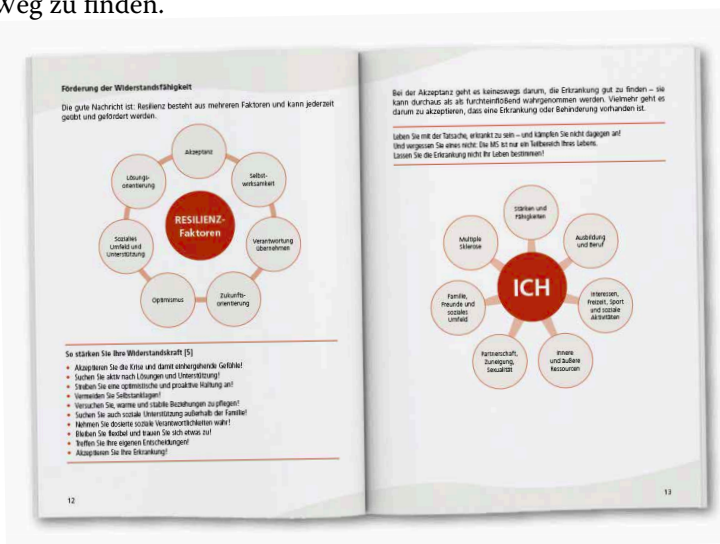 Weg zu finden.
Förderung der Widerstandsfähigkeit
Die gute Nachricht ist: Resilienz besteht aus mehreren Faktoren und kann jederzeit
geübt und gefördert werden.
Akzeptanz
Selbst-
wirksamkeit
Verantwortung
übernehmen
Zukunfts-
orientierung
Optimismus
Soziales
Umfeld und
Unterstützung
Lösungs-
orientierung
RESILIENZ-
Faktoren
So stärken Sie Ihre Widerstandskraft [5]
• Akzeptieren Sie die Krise und damit einhergehende Gefühle!
• Suchen Sie aktiv nach Lösungen und Unterstützung!
• Streben Sie eine optimistische und proaktive Haltung an!
• Vermeiden Sie Selbstanklagen!
• Versuchen Sie, warme und stabile Beziehungen zu pflegen!
• Suchen Sie auch soziale Unterstützung außerhalb der Familie!
• Nehmen Sie dosierte soziale Verantwortlichkeiten wahr!
• Bleiben Sie flexibel und trauen Sie sich etwas zu!
• Treffen Sie Ihre eigenen Entscheidungen!
• Akzeptieren Sie Ihre Erkrankung!
12
Bei der Akzeptanz geht es keineswegs darum, die Erkrankung gut zu finden – sie
kann durchaus als als furchteinflößend wahrgenommen werden. Vielmehr geht es
darum zu akzeptieren, dass eine Erkrankung oder Behinderung vorhanden ist.
Leben Sie mit der Tatsache, erkrankt zu sein – und kämpfen Sie nicht dagegen an!
Und vergessen Sie eines nicht: Die MS ist nur ein Teilbereich Ihres Lebens.
Lassen Sie die Erkrankung nicht Ihr Leben bestimmen!
Stärken und
Fähigkeiten
Ausbildung
und Beruf
Interessen,
Freizeit, Sport
und soziale
Aktivitäten
Innere
und äußere
Ressourcen
Partnerschaft,
Zuneigung,
Sexualität
Familie,
Freunde und
soziales
Umfeld
Multiple
Sklerose
ICH
13